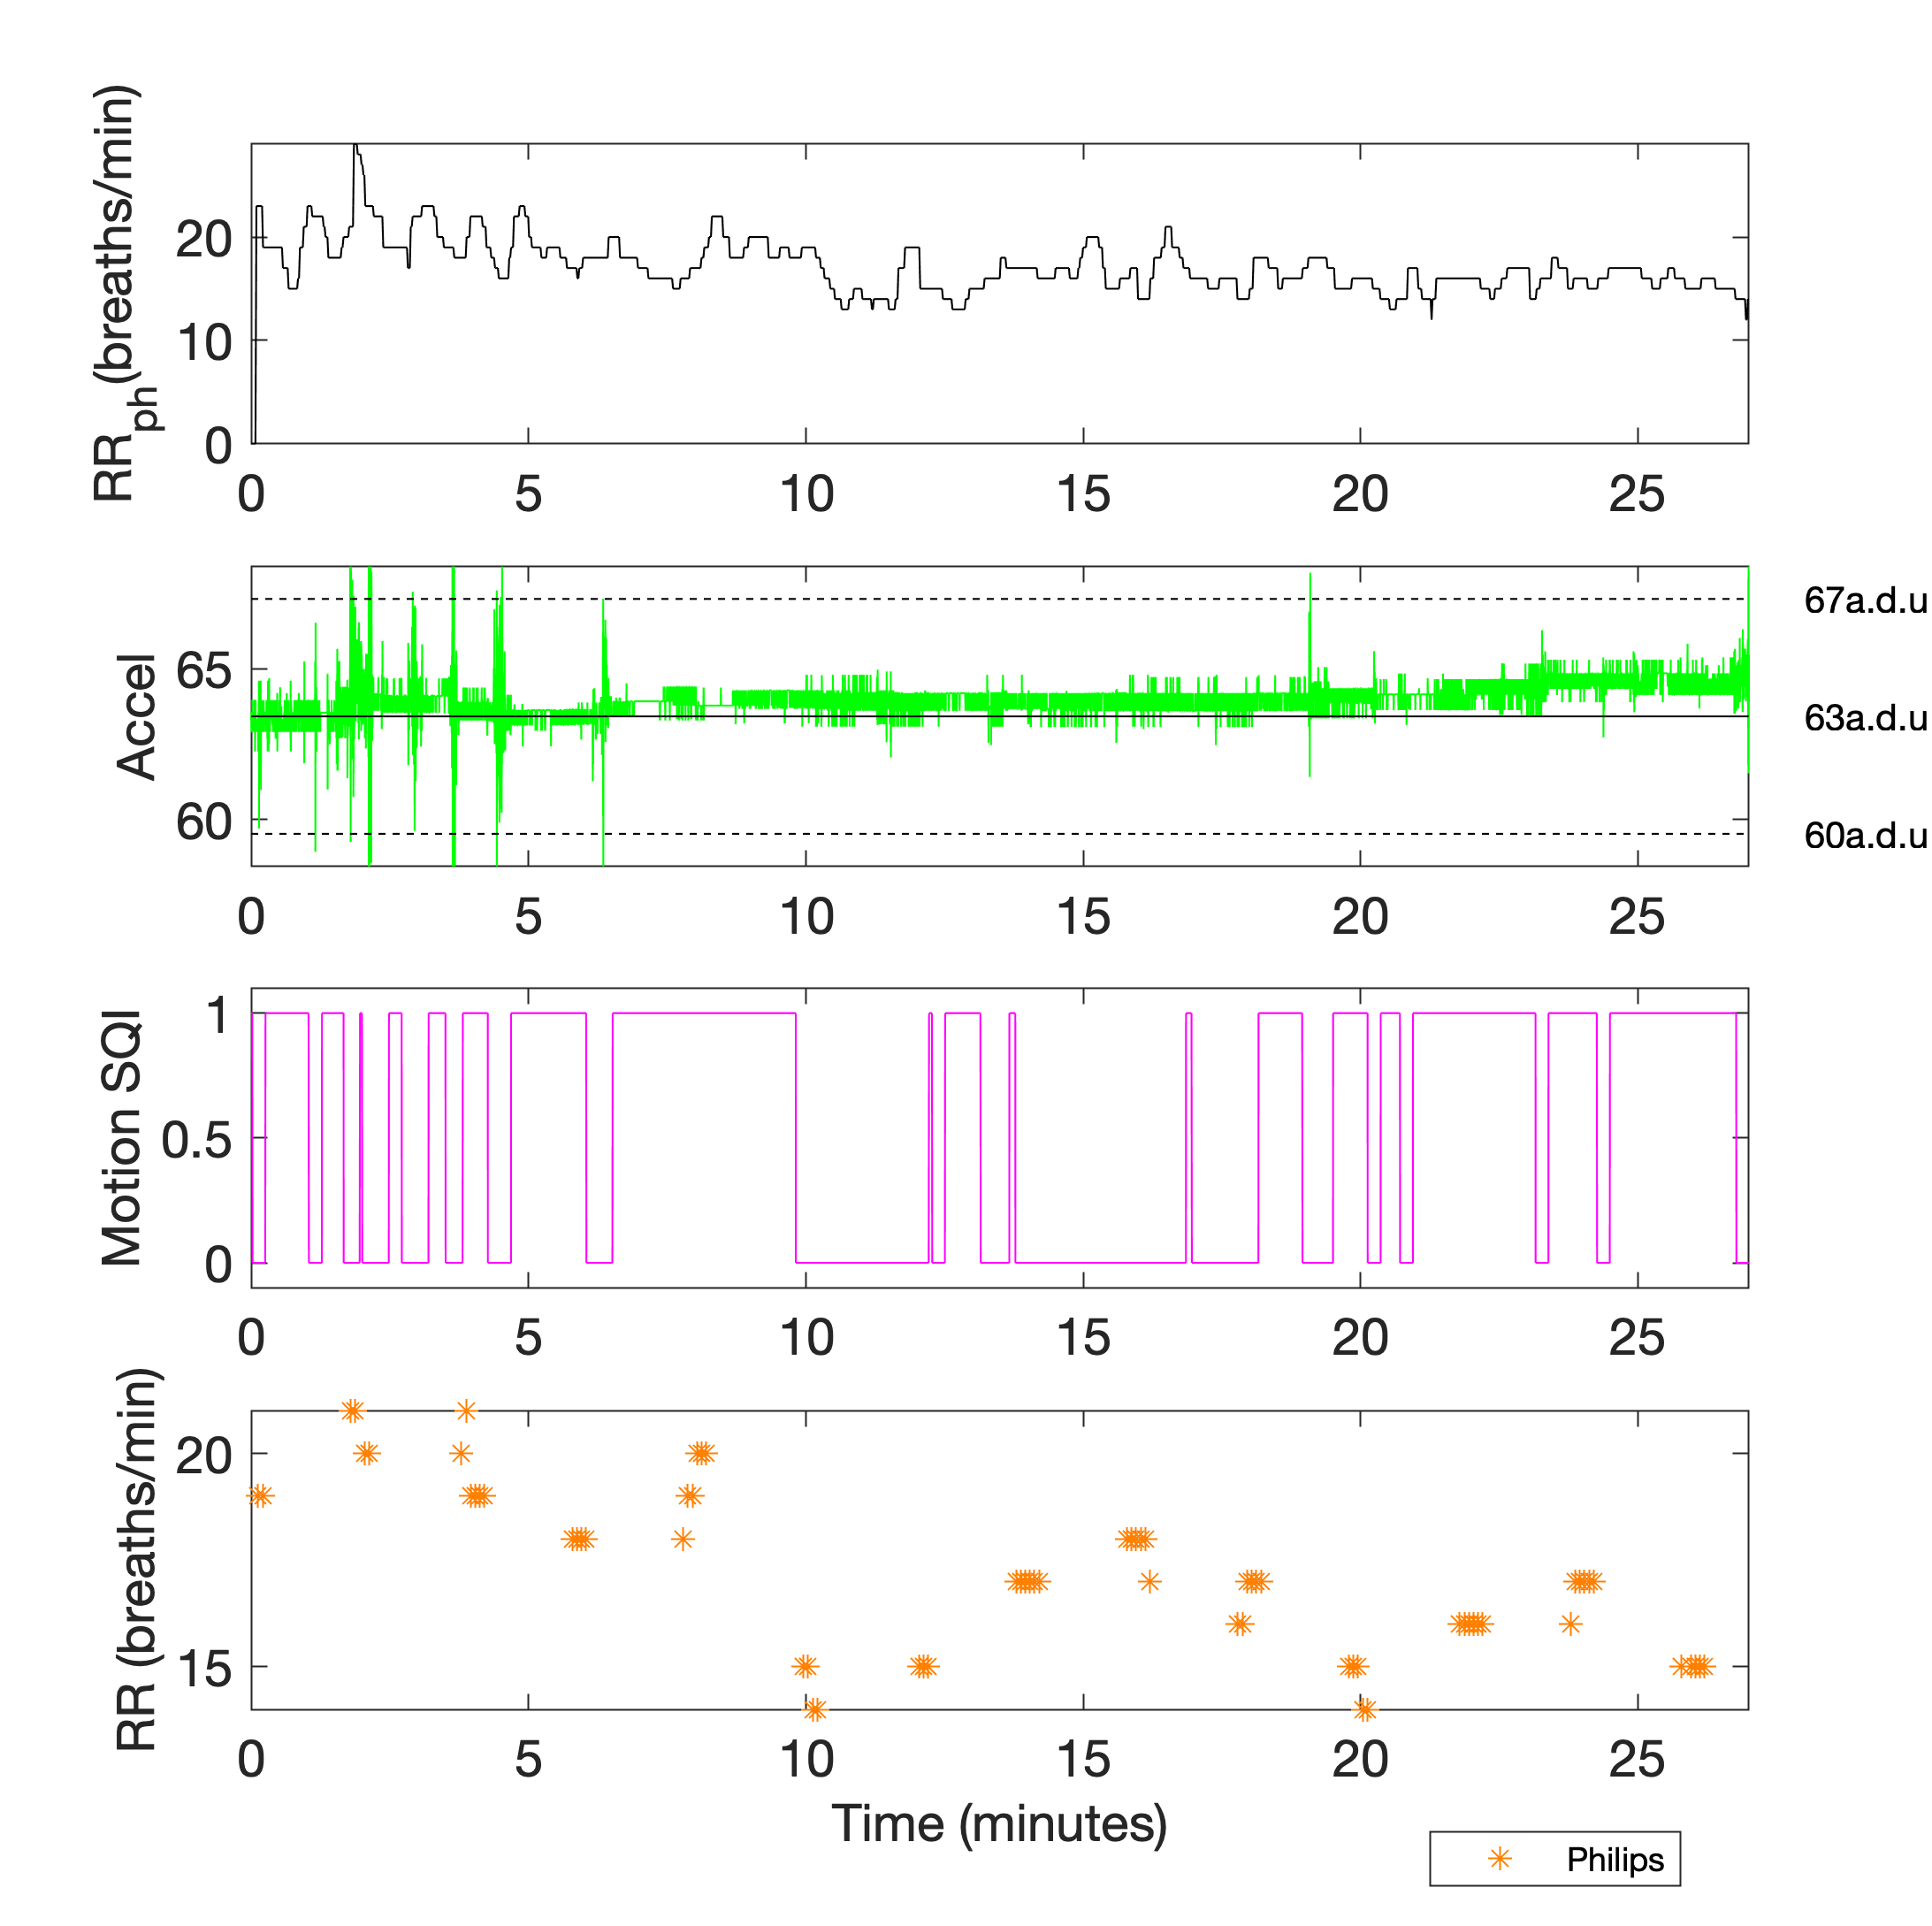 RRph(breaths/min)
20
10
0
0 5 10 15 20 25
Accel
65
60
67a.d.u
63a.d.u
60a.d.u
0 5 10 15 20 25
Motion SQI
1
0.5
0
0 5 10 15 20 25
RR (breaths/min)
20
15
0 5 10 15 20 25
Time (minutes)
Philips